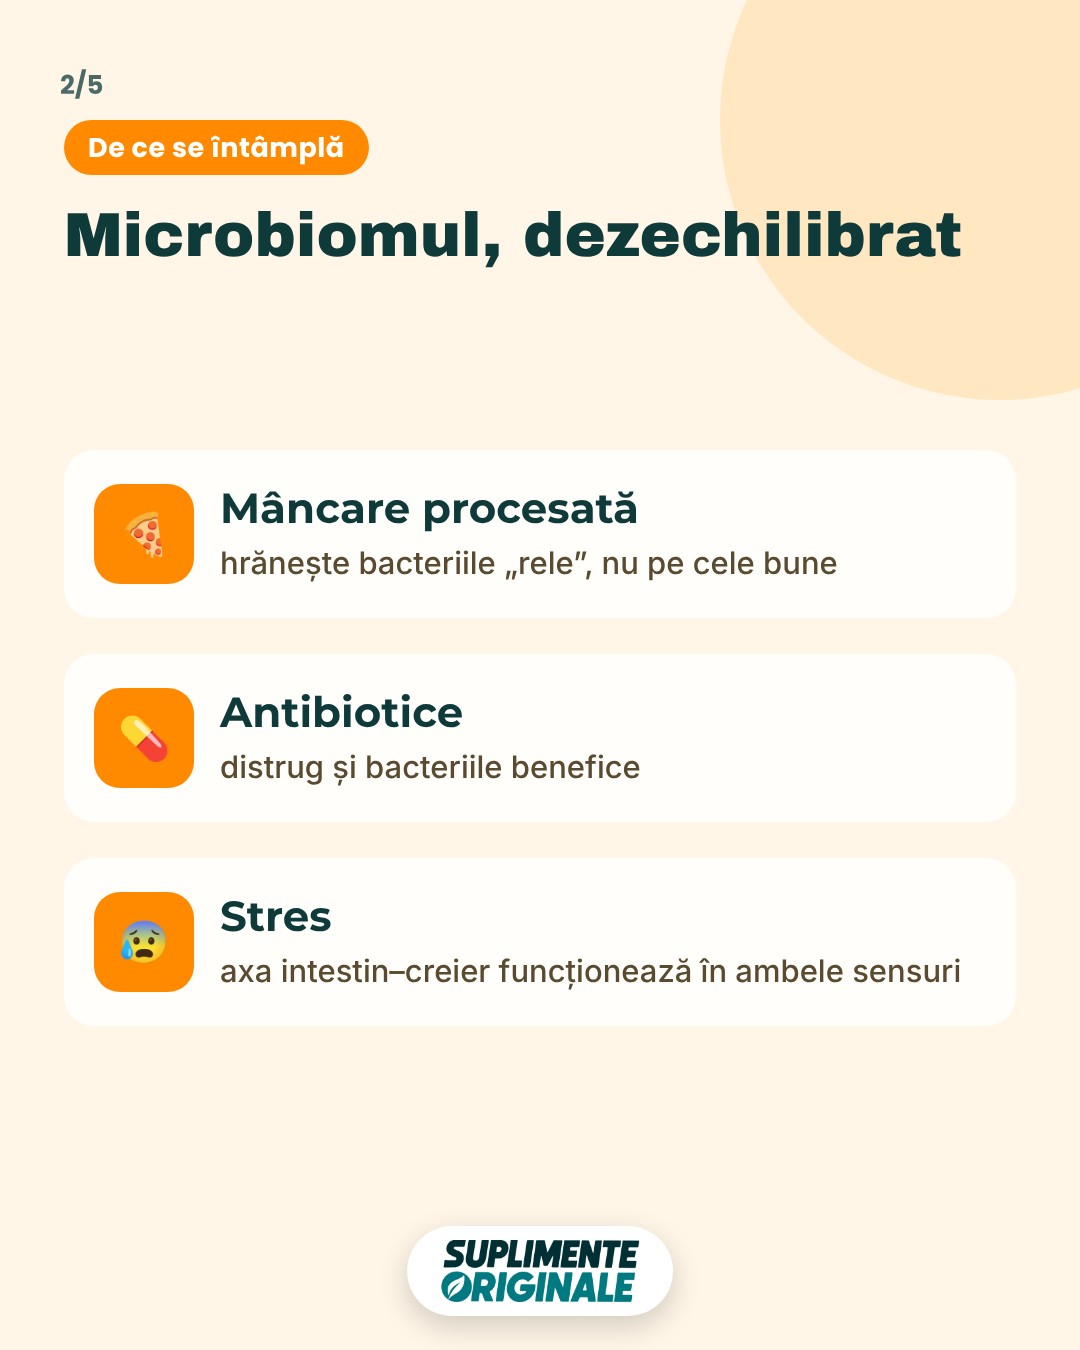 2/5
De ce se întâmplă
Microbiomul, dezechilibrat
Mâncare procesată
hrănește bacteriile „rele”, nu pe cele bune
Antibiotice
distrug și bacteriile benefice
Stres
axa intestin–creier funcționează în ambele sensuri
SUPLIMENTE
ORIGINALE